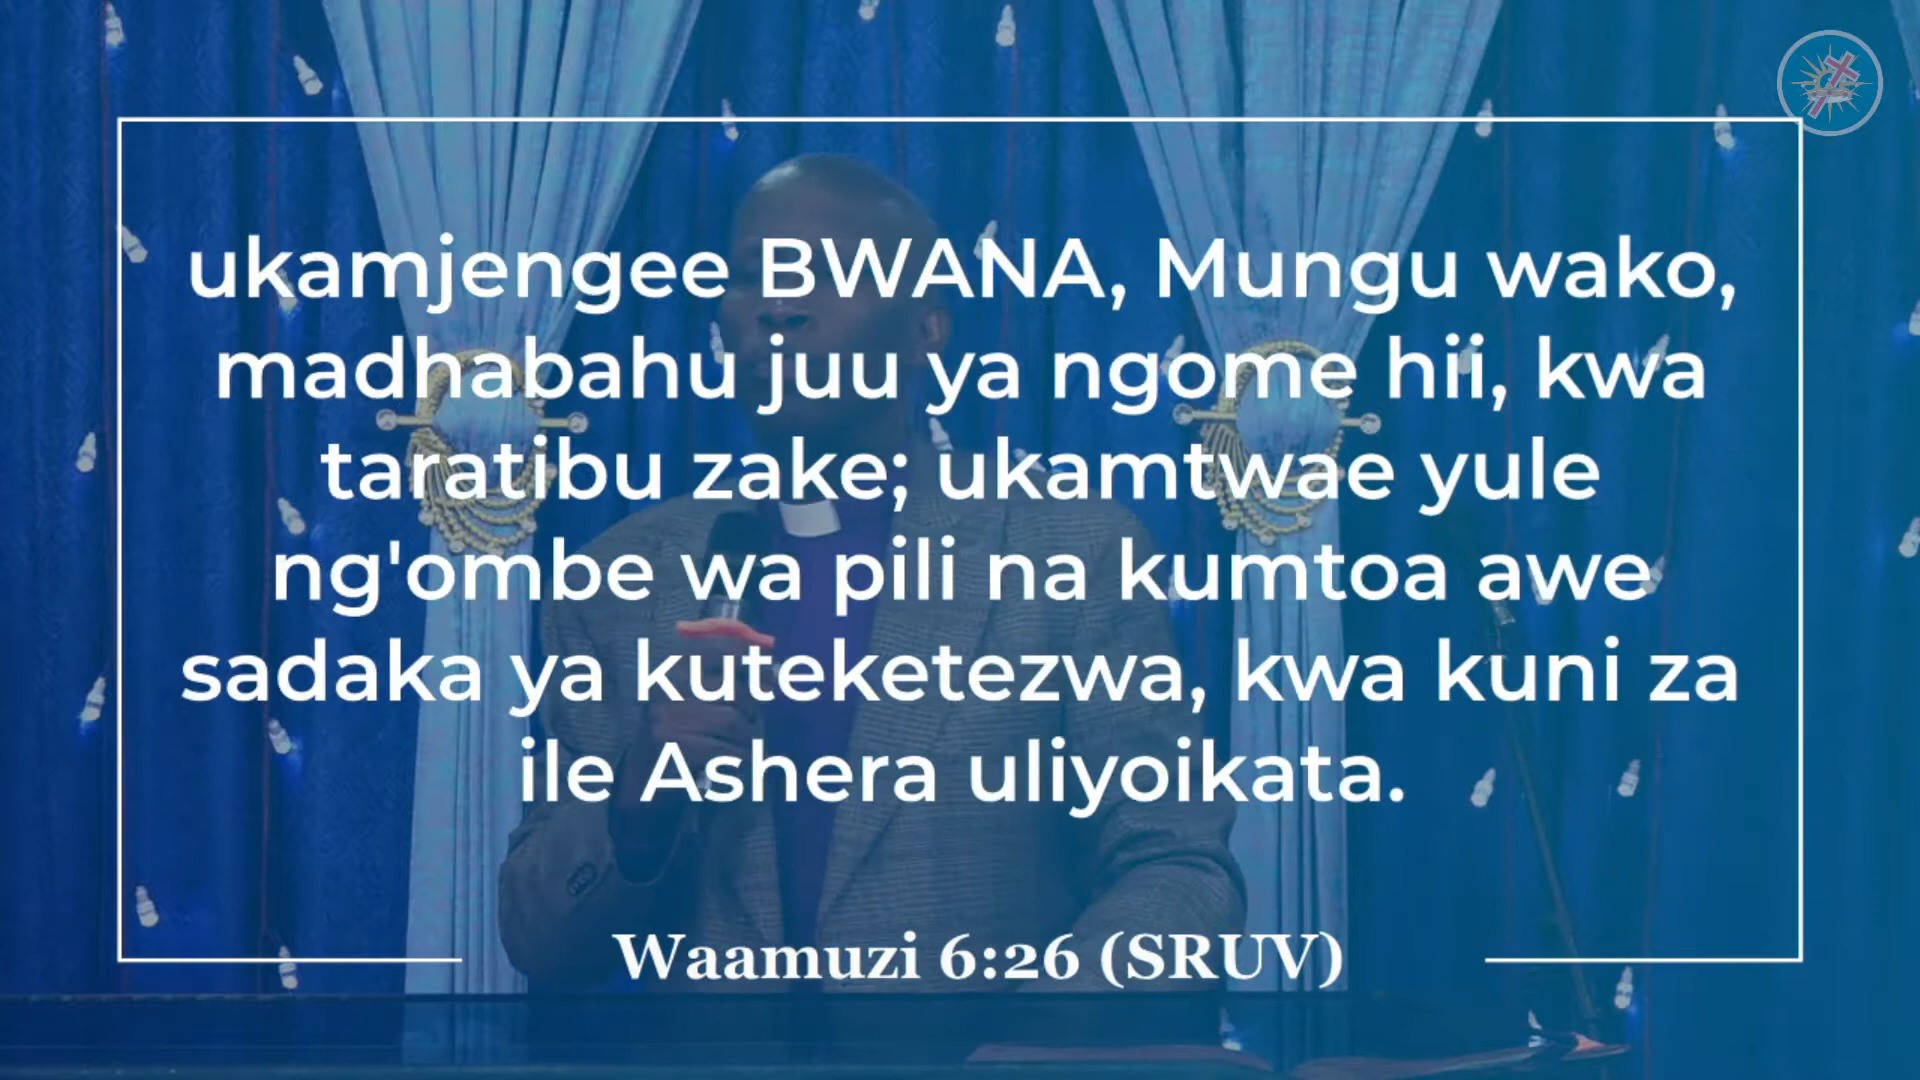 ukamjengee BWANA, Mungu wako,
madhabahu juu ya ngome hii, kwa
taratibu zake; ukamtwae yule
ng'ombe wa pili na kumtoa awe
sadaka ya kuteketezwa, kwa kuni za
ile Ashera uliyoikata.
Waamuzi 6:26 (SRUV)